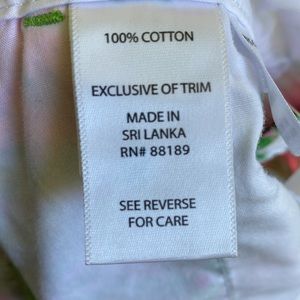 100% COTTON
EXCLUSIVE OF TRIM
MADE IN
SRI LANKA
RN# 88189
SEE REVERSE
FOR CARE